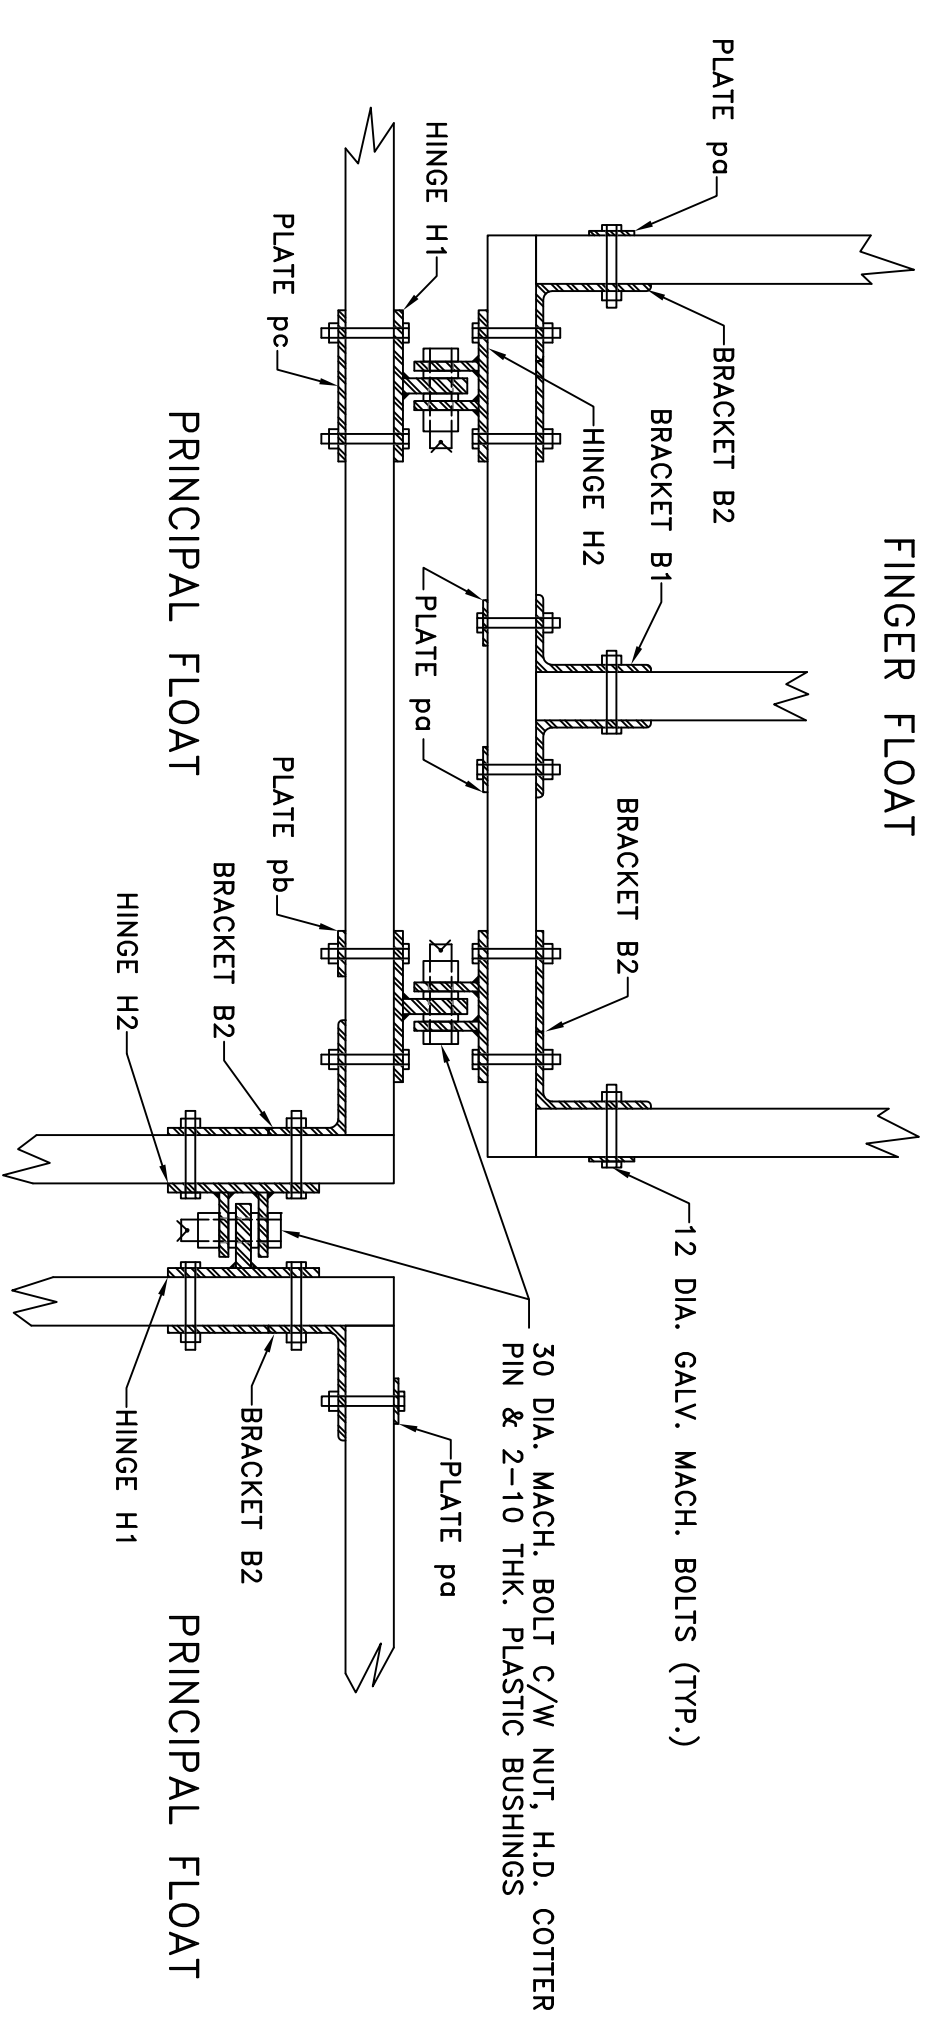 FINGER FLOAT
PLATE pa
BRACKET B2
BRACKET B1
BRACKET B2
12 DIA. GALV. MACH. BOLTS (TYP.)
HINGE H2
HINGE H1
PLATE pa
30 DIA. MACH. BOLT C/W NUT, H.D. COTTER
PIN & 2-10 THK. PLASTIC BUSHINGS
PLATE pa
PLATE pc
PLATE pb
BRACKET B2
BRACKET B2
HINGE H2
HINGE H1
PRINCIPAL FLOAT
PRINCIPAL FLOAT